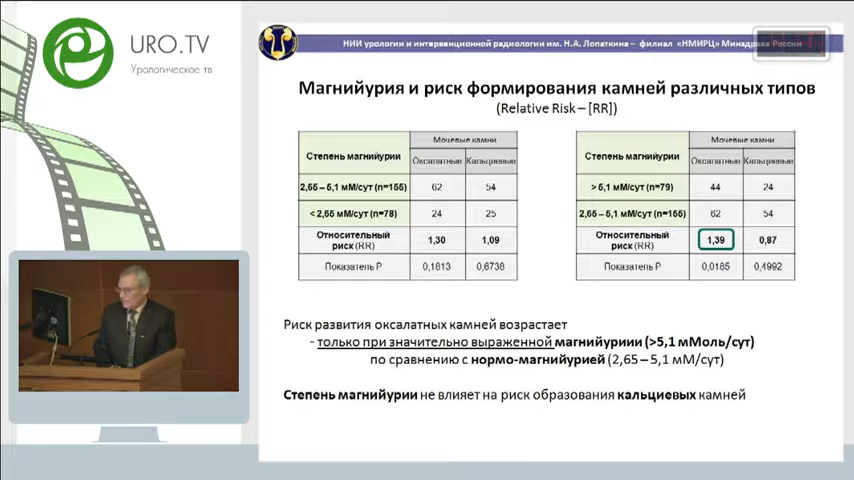 URO.TV
Урологическое тв
НИИ урологии и интервенционной радиологии им. Н.А. Лопаткина – филиал «НМИРЦ» Минздрава России
Магнийурия и риск формирования камней различных типов
(Relative Risk – [RR])
Степень магнийурии Мочевые камни
Оксалатные Кальциевые
2,65 – 5,1 мМ/сут (n=155) 62 54
< 2,65 мМ/сут (n=78) 24 25
Относительный риск (RR) 1,30 1,09
Показатель Р 0,1813 0,6738
Степень магнийурии Мочевые камни
Оксалатные Кальциевые
> 5,1 мМ/сут (n=79) 44 24
2,65 – 5,1 мМ/сут (n=155) 62 54
Относительный риск (RR) 1,39 0,87
Показатель Р 0,0185 0,4992
Риск развития оксалатных камней возрастает
- только при значительно выраженной магнийуриии (>5,1 мМоль/сут)
по сравнению с нормо-магнийурией (2,65 – 5,1 мМ/сут)
Степень магнийурии не влияет на риск образования кальциевых камней